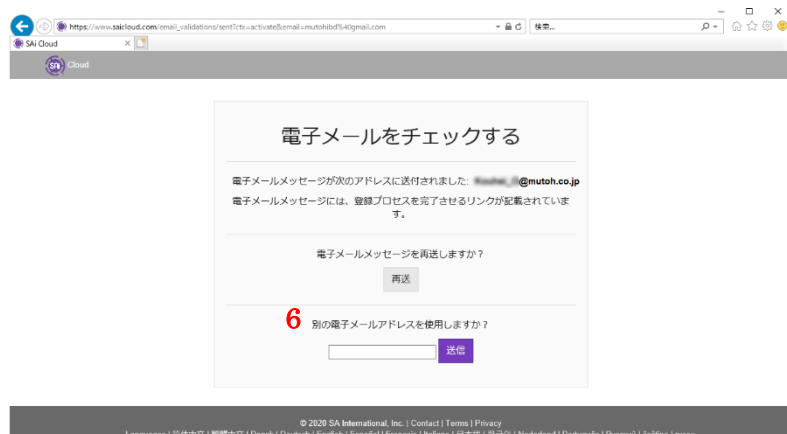 https://www.saicloud.com/email_validations/sent?ctx=activate&email=mutohibd%40gmail.com
検索...
SAi Cloud
SAi Cloud
電子メールをチェックする
電子メールメッセージが次のアドレスに送付されました: @mutoh.co.jp
電子メールメッセージには、登録プロセスを完了させるリンクが記載されていま
す。
電子メールメッセージを再送しますか？
再送
6 別の電子メールアドレスを使用しますか？
送信
© 2020 SA International, Inc. | Contact | Terms | Privacy